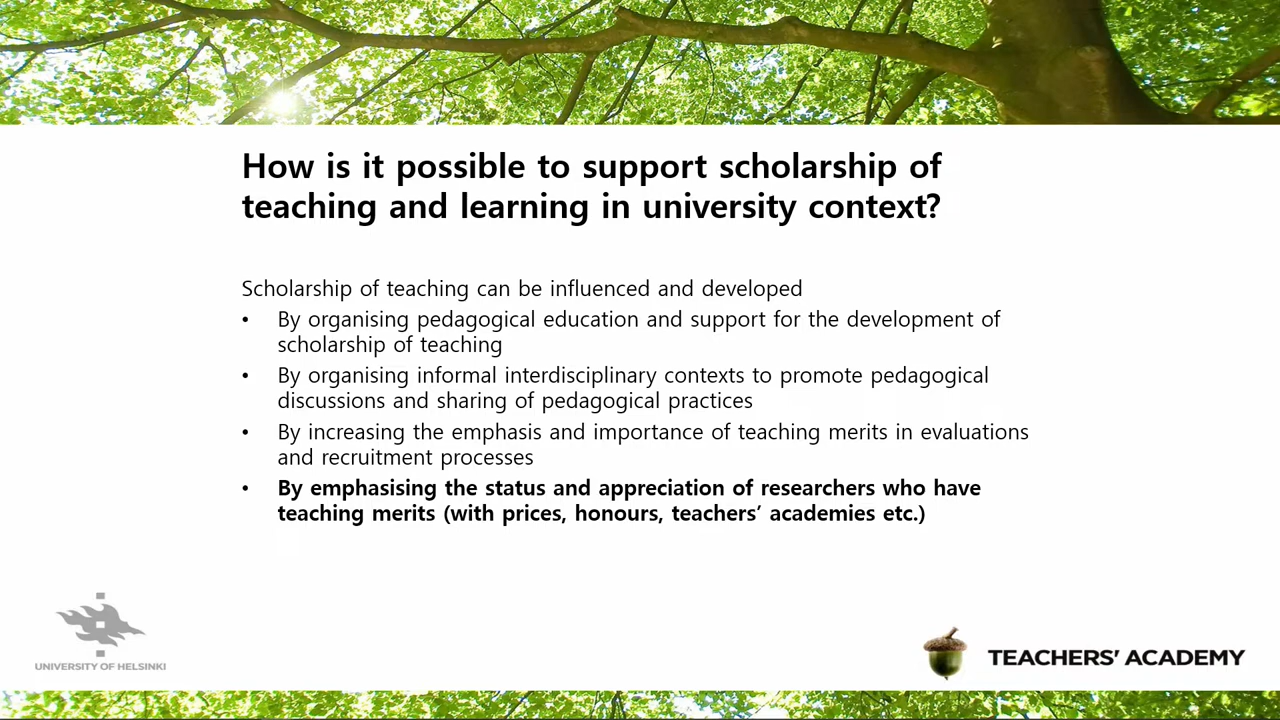 How is it possible to support scholarship of
teaching and learning in university context?
Scholarship of teaching can be influenced and developed
• By organising pedagogical education and support for the development of
scholarship of teaching
• By organising informal interdisciplinary contexts to promote pedagogical
discussions and sharing of pedagogical practices
• By increasing the emphasis and importance of teaching merits in evaluations
and recruitment processes
• By emphasising the status and appreciation of researchers who have
teaching merits (with prices, honours, teachers’ academies etc.)
UNIVERSITY OF HELSINKI
TEACHERS' ACADEMY